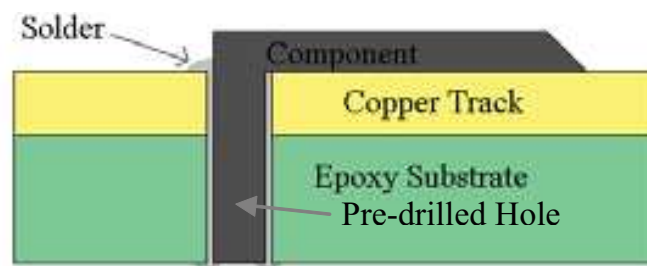 Solder
Component
Copper Track
Epoxy Substrate
Pre-drilled Hole